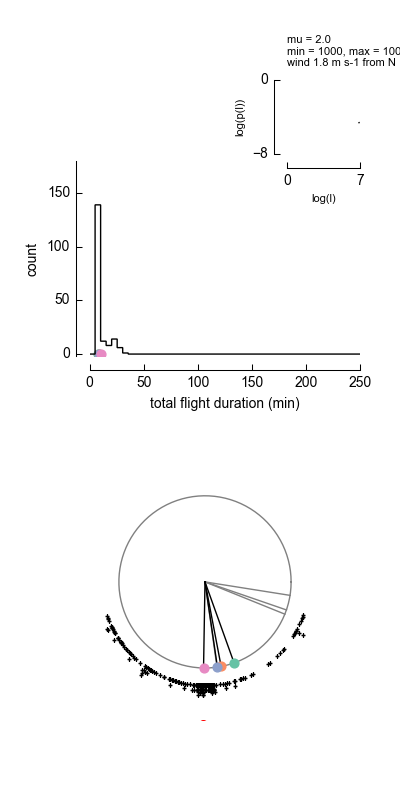 mu = 2.0
min = 1000, max = 100
wind 1.8 m s-1 from N
0
log(p(l))
−8
0
7
log(l)
150
100
50
0
count
0
50
100
150
200
250
total flight duration (min)